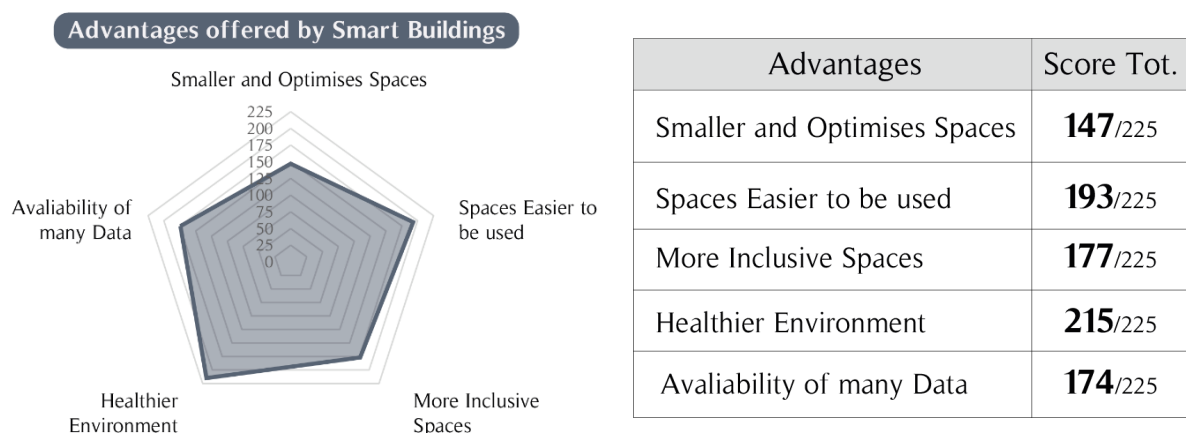 Advantages offered by Smart Buildings
Smaller and Optimises Spaces
225
200
175
150
125
100
75
50
25
0
Avaliability of
many Data
Spaces Easier to
be used
Healthier
Environment
More Inclusive
Spaces
Advantages Score Tot.
Smaller and Optimises Spaces 147/225
Spaces Easier to be used 193/225
More Inclusive Spaces 177/225
Healthier Environment 215/225
Avaliability of many Data 174/225